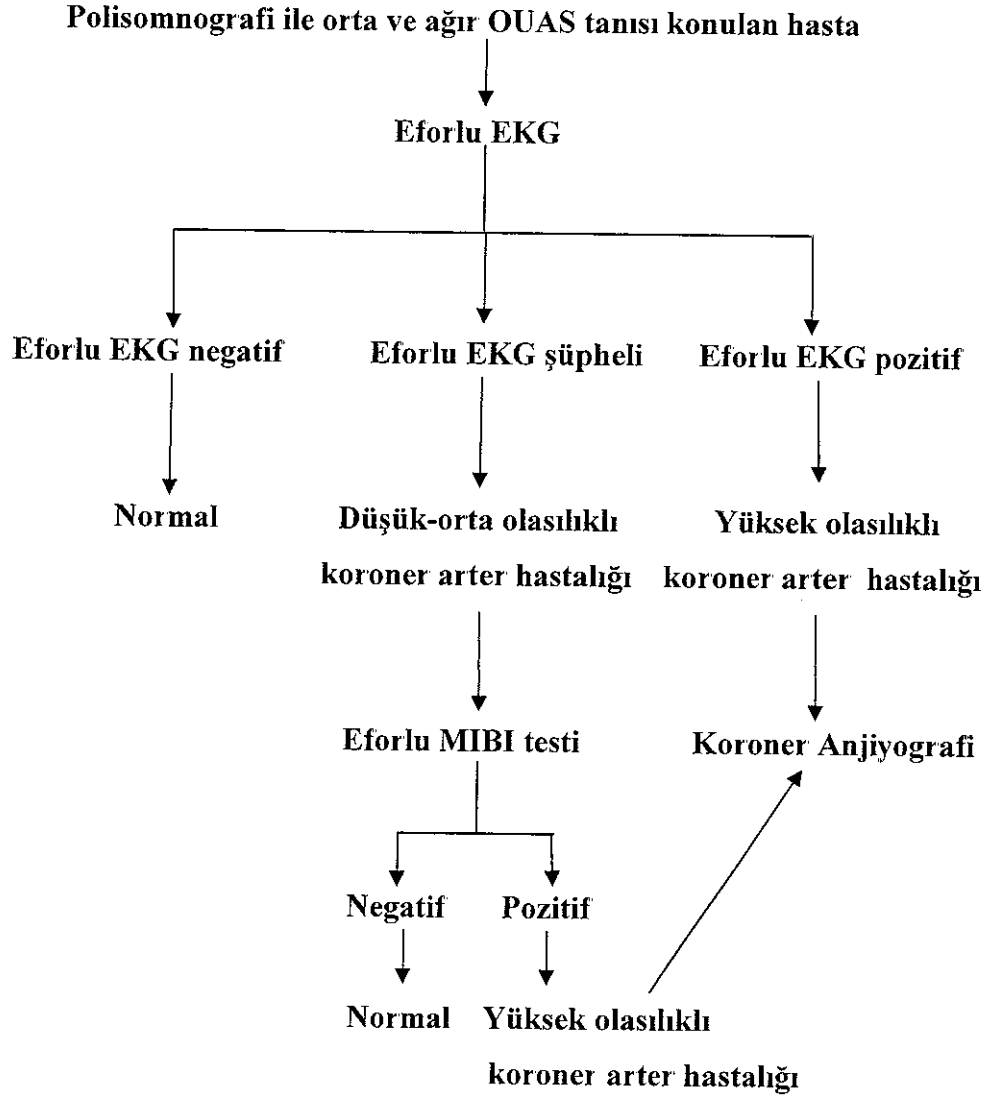 Polisomnografi ile orta ve ağır OUAS tanısı konulan hasta
Eforlu EKG
Eforlu EKG negatif
Eforlu EKG şüpheli
Eforlu EKG pozitif
Normal
Düşük-orta olasılıklı
koroner arter hastalığı
Yüksek olasılıklı
koroner arter hastalığı
Eforlu MIBI testi
Koroner Anjiyografi
Negatif
Pozitif
Normal
Yüksek olasılıklı
koroner arter hastalığı